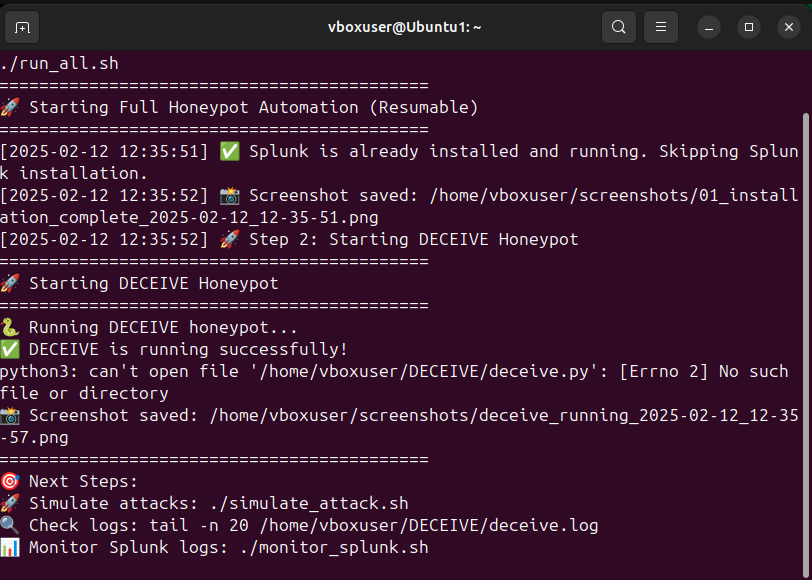 vboxuser@Ubuntu1: ~
./run_all.sh
===========================================
🚀 Starting Full Honeypot Automation (Resumable)
===========================================
[2025-02-12 12:35:51] ✅ Splunk is already installed and running. Skipping Splun
k installation.
[2025-02-12 12:35:52] 📸 Screenshot saved: /home/vboxuser/screenshots/01_install
ation_complete_2025-02-12_12-35-51.png
[2025-02-12 12:35:52] 🚀 Step 2: Starting DECEIVE Honeypot
===========================================
🚀 Starting DECEIVE Honeypot
===========================================
🐍 Running DECEIVE honeypot...
✅ DECEIVE is running successfully!
python3: can't open file '/home/vboxuser/DECEIVE/deceive.py': [Errno 2] No such
file or directory
📸 Screenshot saved: /home/vboxuser/screenshots/deceive_running_2025-02-12_12-35
-57.png
===========================================
🎯 Next Steps:
🚀 Simulate attacks: ./simulate_attack.sh
🔍 Check logs: tail -n 20 /home/vboxuser/DECEIVE/deceive.log
📊 Monitor Splunk logs: ./monitor_splunk.sh